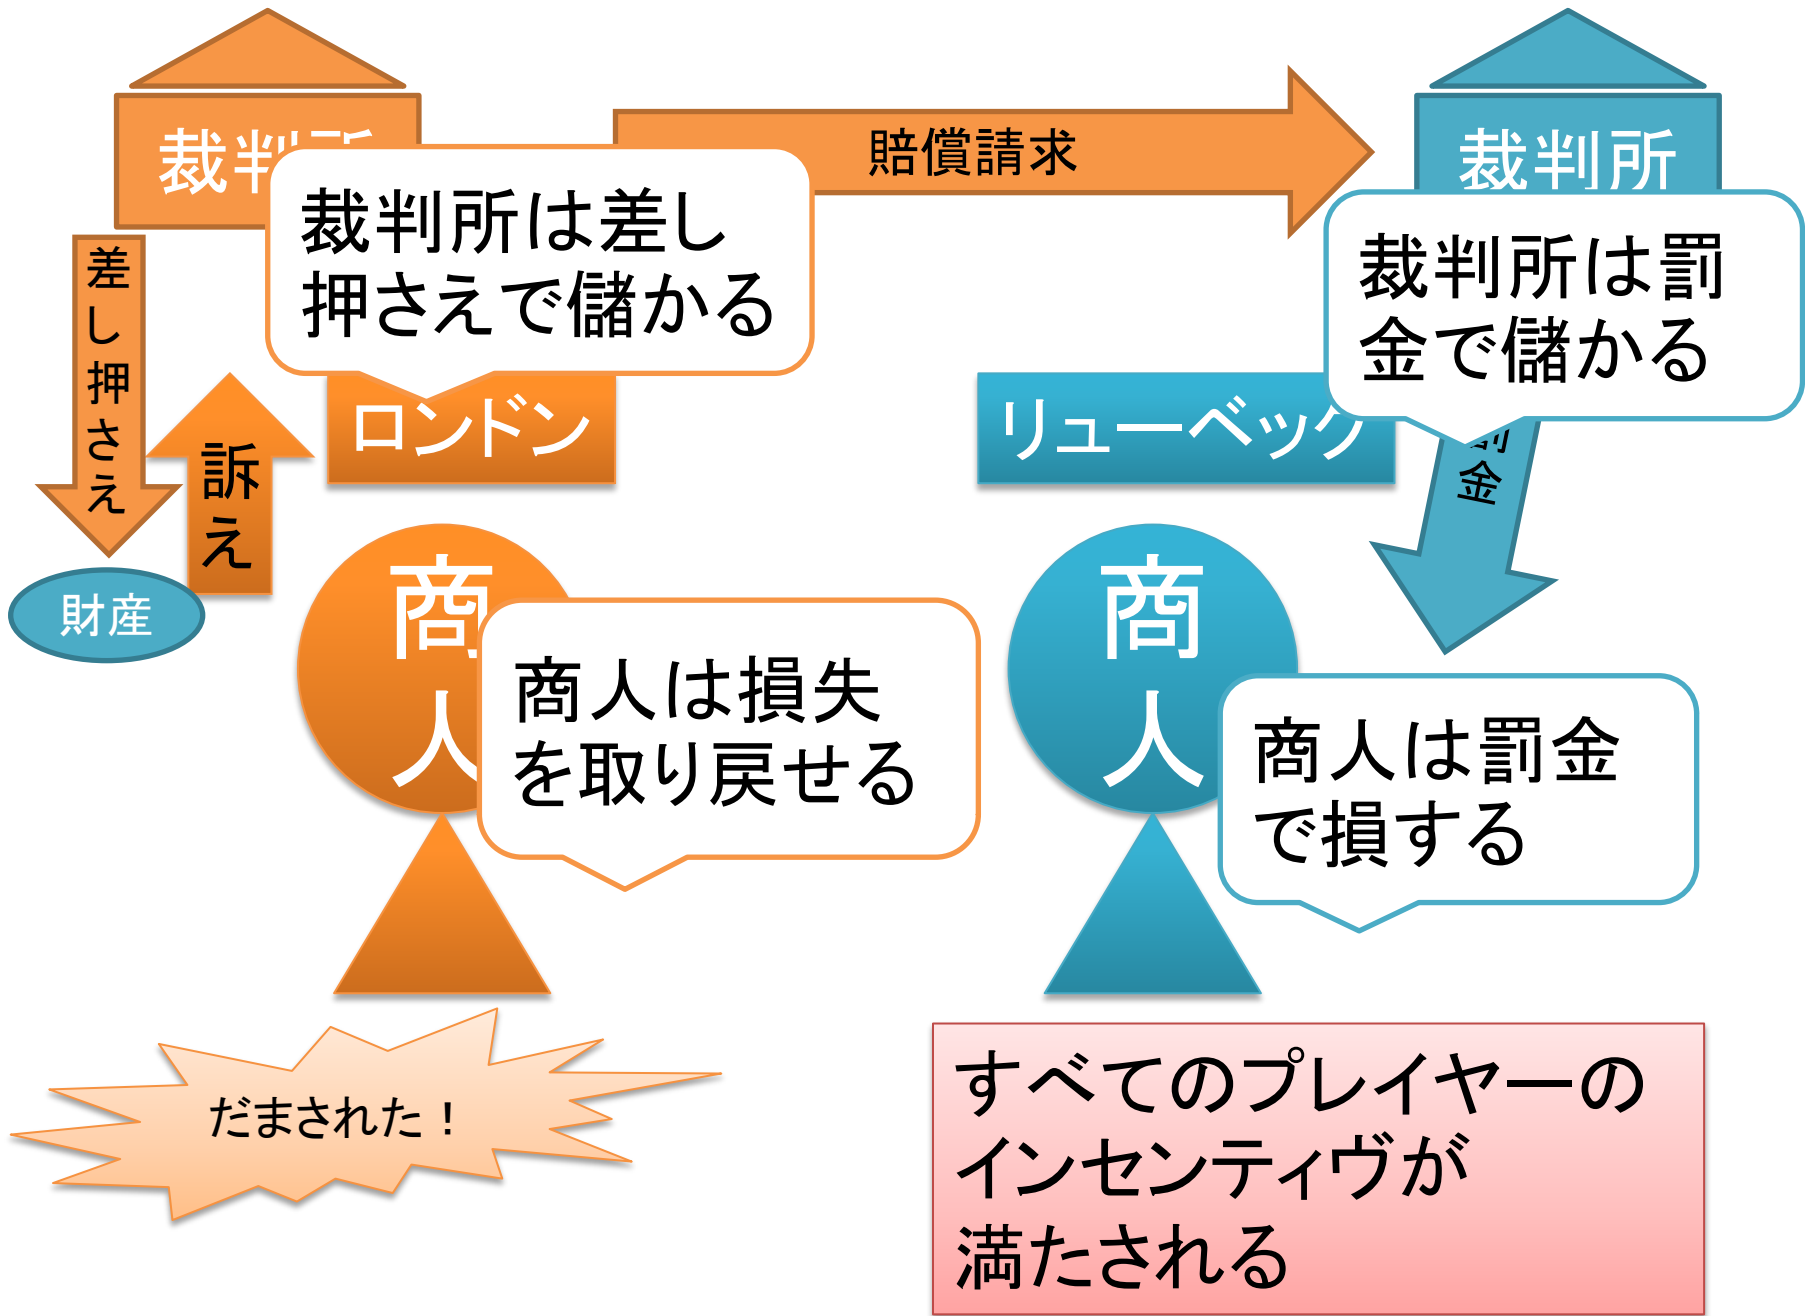 裁判所
裁判所は差し
押さえで儲かる
賠償請求
裁判所
裁判所は罰
金で儲かる
差し押さえ
訴え
財産
ロンドン
リューベック
罰金
商
人
商人は損失
を取り戻せる
商
人
商人は罰金
で損する
だまされた！
すべてのプレイヤーの
インセンティヴが
満たされる